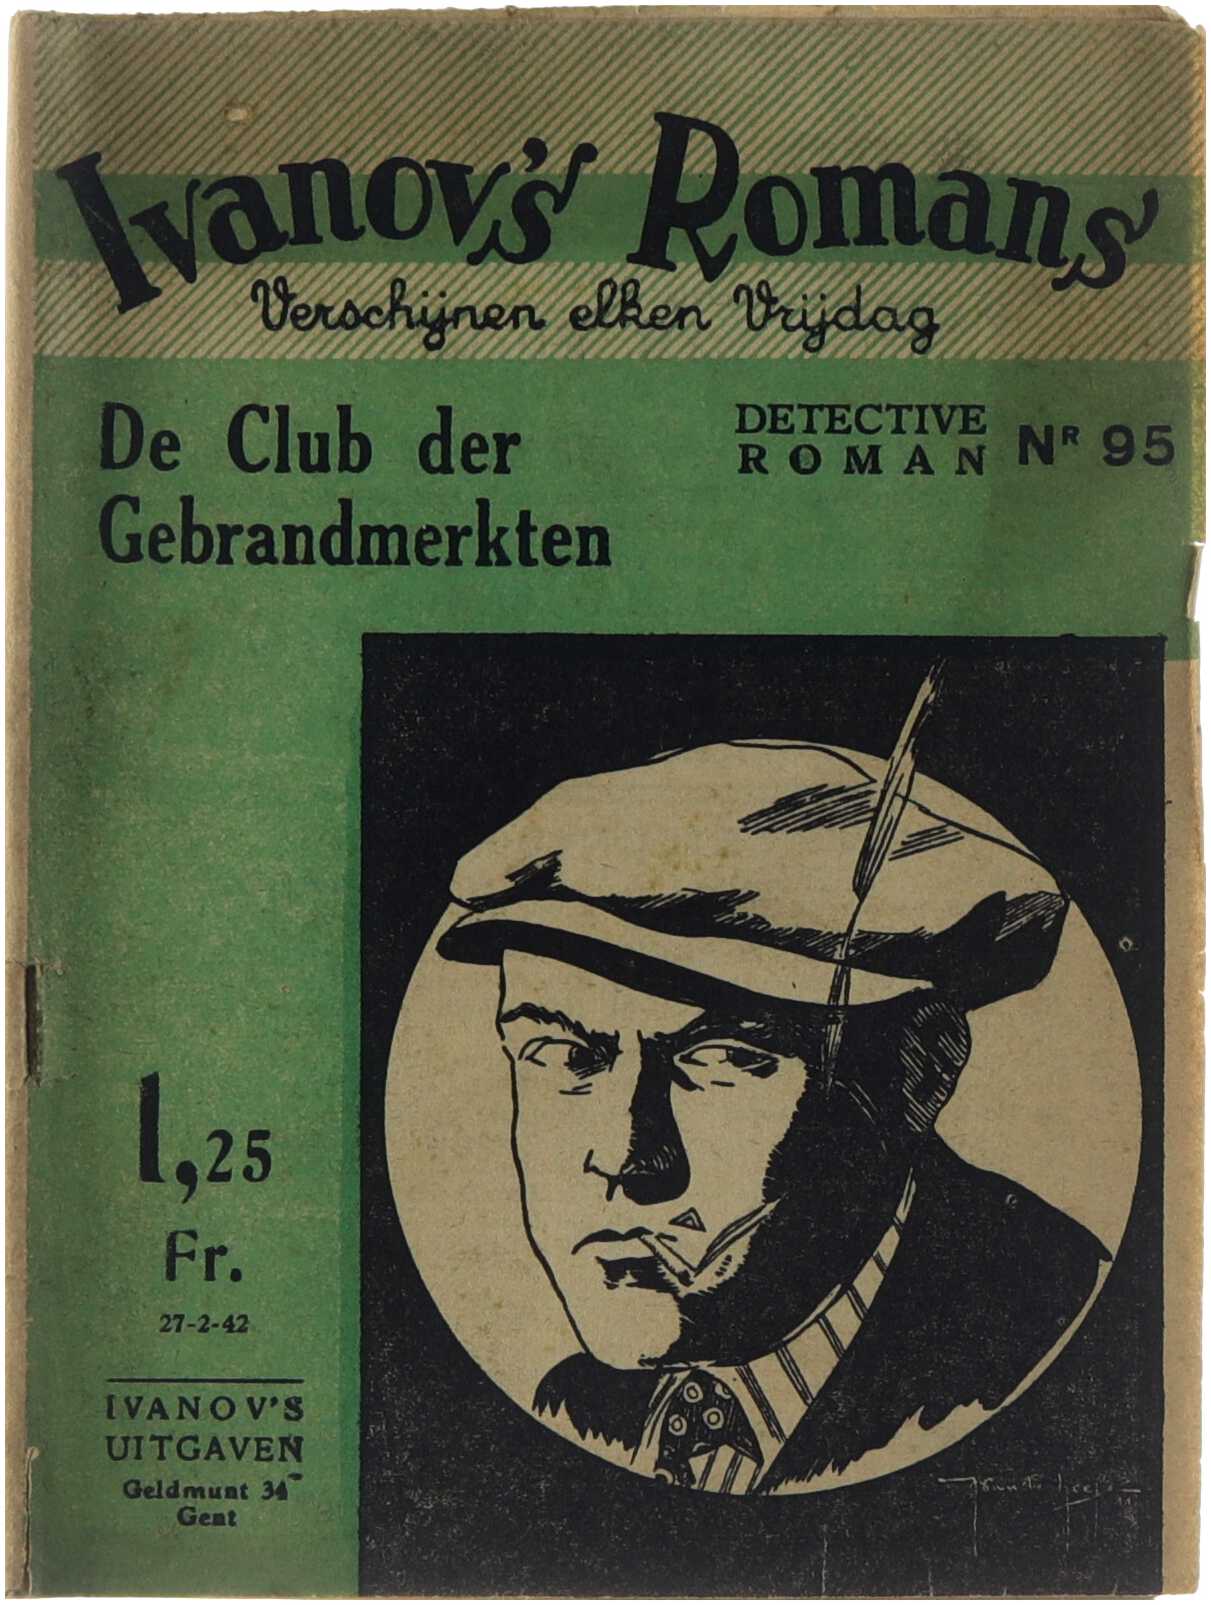 Ivanov's Romans
Verschijnen elken Vrijdag
De Club der
Gebrandmerkten
DETECTIVE
ROMAN
Nr 95
1,25
Fr.
27-2-42
IVANOV'S
UITGAVEN
Geldmunt 34
Gent